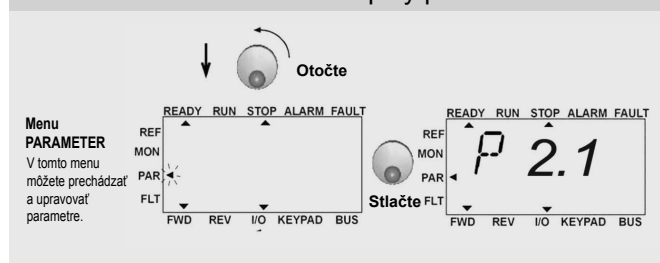 Otočte
Menu
PARAMETER
V tomto menu
môžete prechádzať
a upravovať
parametre.
READY RUN STOP ALARM FAULT
REF
MON
PAR
FLT
FWD REV I/O KEYPAD BUS
Stlačte
READY RUN STOP ALARM FAULT
REF
MON
PAR
FLT
P 2.1
FWD REV I/O KEYPAD BUS